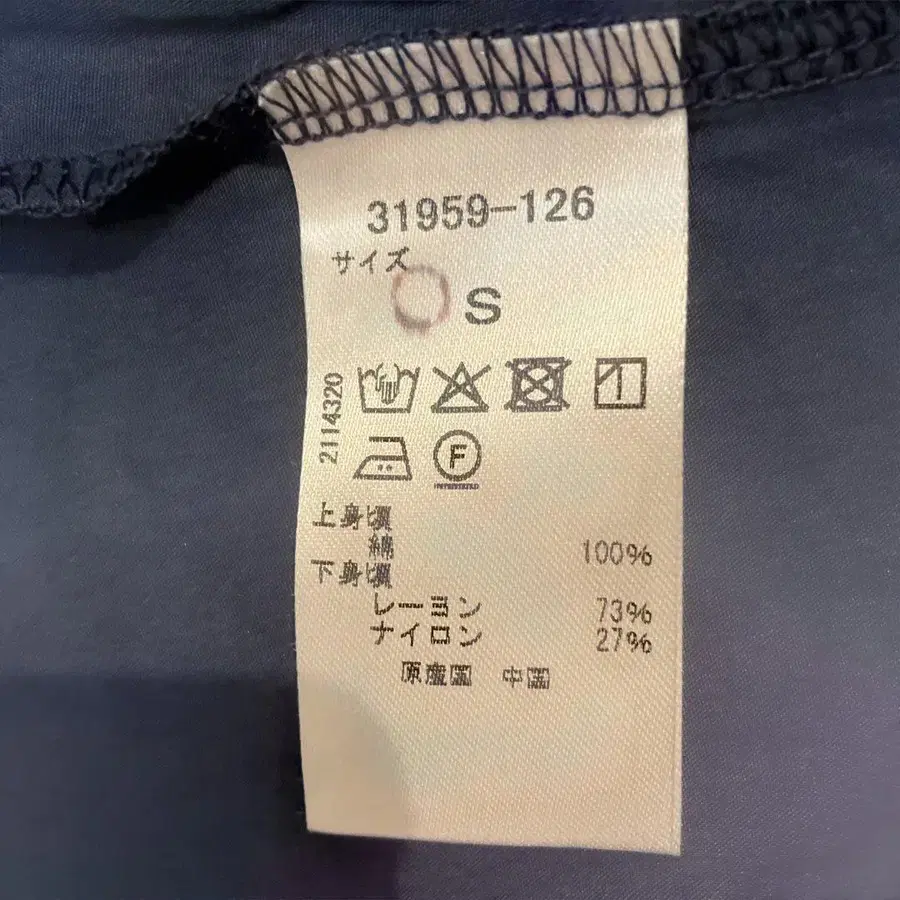 31959-126
サイズ
S
2114320
F
上身頃
綿 100%
下身頃
レーヨン 73%
ナイロン 27%
原産国 中国